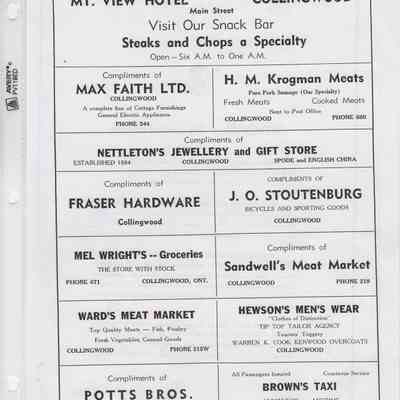 MT. VIEW HOTEL COLLINGWOOD
Main Street
Visit Our Snack Bar
Steaks and Chops a Specialty
Open—Six A.M. to One A.M.
Compliments of
MAX FAITH LTD.
COLLINGWOOD
A complete line of Cottage Furnishings
General Electric Appliances
PHONE 244
H. M. Krogman Meats
Pure Pork Sausage (Our Specialty)
Fresh Meats Cooked Meats
Next to Post Office
COLLINGWOOD PHONE 680
Compliments of
NETTLETON'S JEWELLERY and GIFT STORE
ESTABLISHED 1884 COLLINGWOOD SPODE and ENGLISH CHINA
Compliments of
FRASER HARDWARE
Collingwood
COMPLIMENTS OF
J. O. STOUTENBURG
BICYCLES AND SPORTING GOODS
COLLINGWOOD
MEL WRIGHT'S -- Groceries
THE STORE WITH STOCK
PHONE 471 COLLINGWOOD, ONT.
Compliments of
Sandwell's Meat Market
COLLINGWOOD PHONE 219
WARD'S MEAT MARKET
Top Quality Meats — Fish, Poultry
Fresh Vegetables, Canned Goods
COLLINGWOOD PHONE 215W
HEWSON'S MEN'S WEAR
"Clothes of Distinction"
TIP TOP TAILOR AGENCY
Tourists' Toggery
WARREN K. COOK, KENWOOD OVERCOATS
COLLINGWOOD
Compliments of
POTTS BROS.
All Passengers Insured Courteous Service
BROWN'S TAXI
AVERY
PV119ED